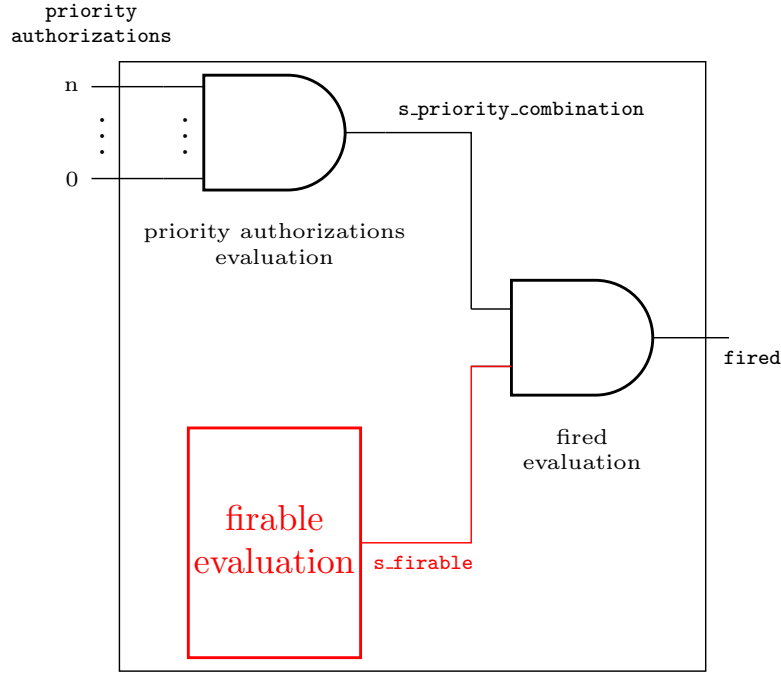 priority
authorizations
n
s_priority_combination
0
priority authorizations
evaluation
fired
fired
evaluation
firable
evaluation
s_firable